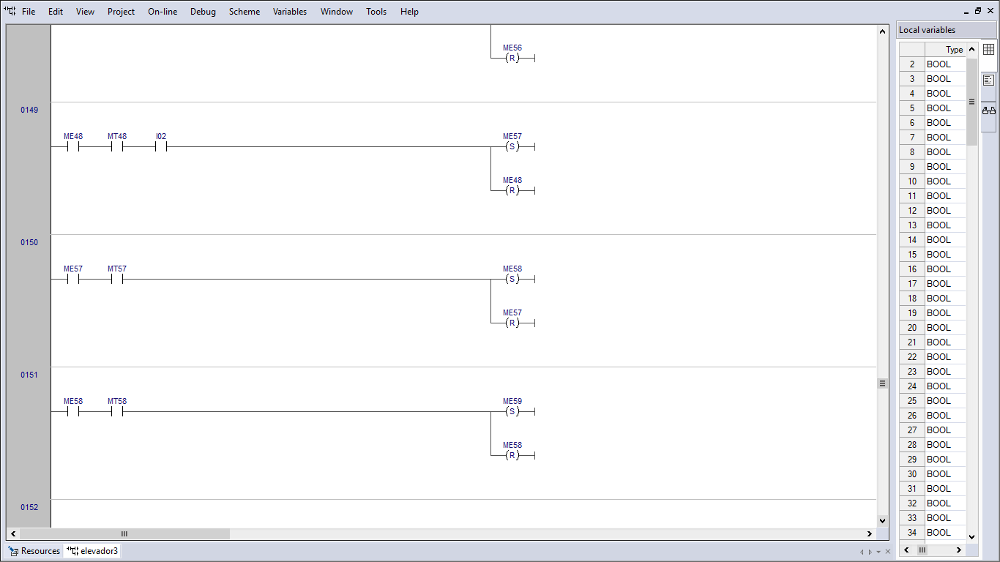 File Edit View Project On-line Debug Scheme Variables Window Tools Help
ME56
(R)
0149
ME48 MT48 I02 ME57
(S)
ME48
(R)
0150
ME57 MT57 ME58
(S)
ME57
(R)
0151
ME58 MT58 ME59
(S)
ME58
(R)
0152
Resources elevador3
Local variables
Type
2 BOOL
3 BOOL
4 BOOL
5 BOOL
6 BOOL
7 BOOL
8 BOOL
9 BOOL
10 BOOL
11 BOOL
12 BOOL
13 BOOL
14 BOOL
15 BOOL
16 BOOL
17 BOOL
18 BOOL
19 BOOL
20 BOOL
21 BOOL
22 BOOL
23 BOOL
24 BOOL
25 BOOL
26 BOOL
27 BOOL
28 BOOL
29 BOOL
30 BOOL
31 BOOL
32 BOOL
33 BOOL
34 BOOL